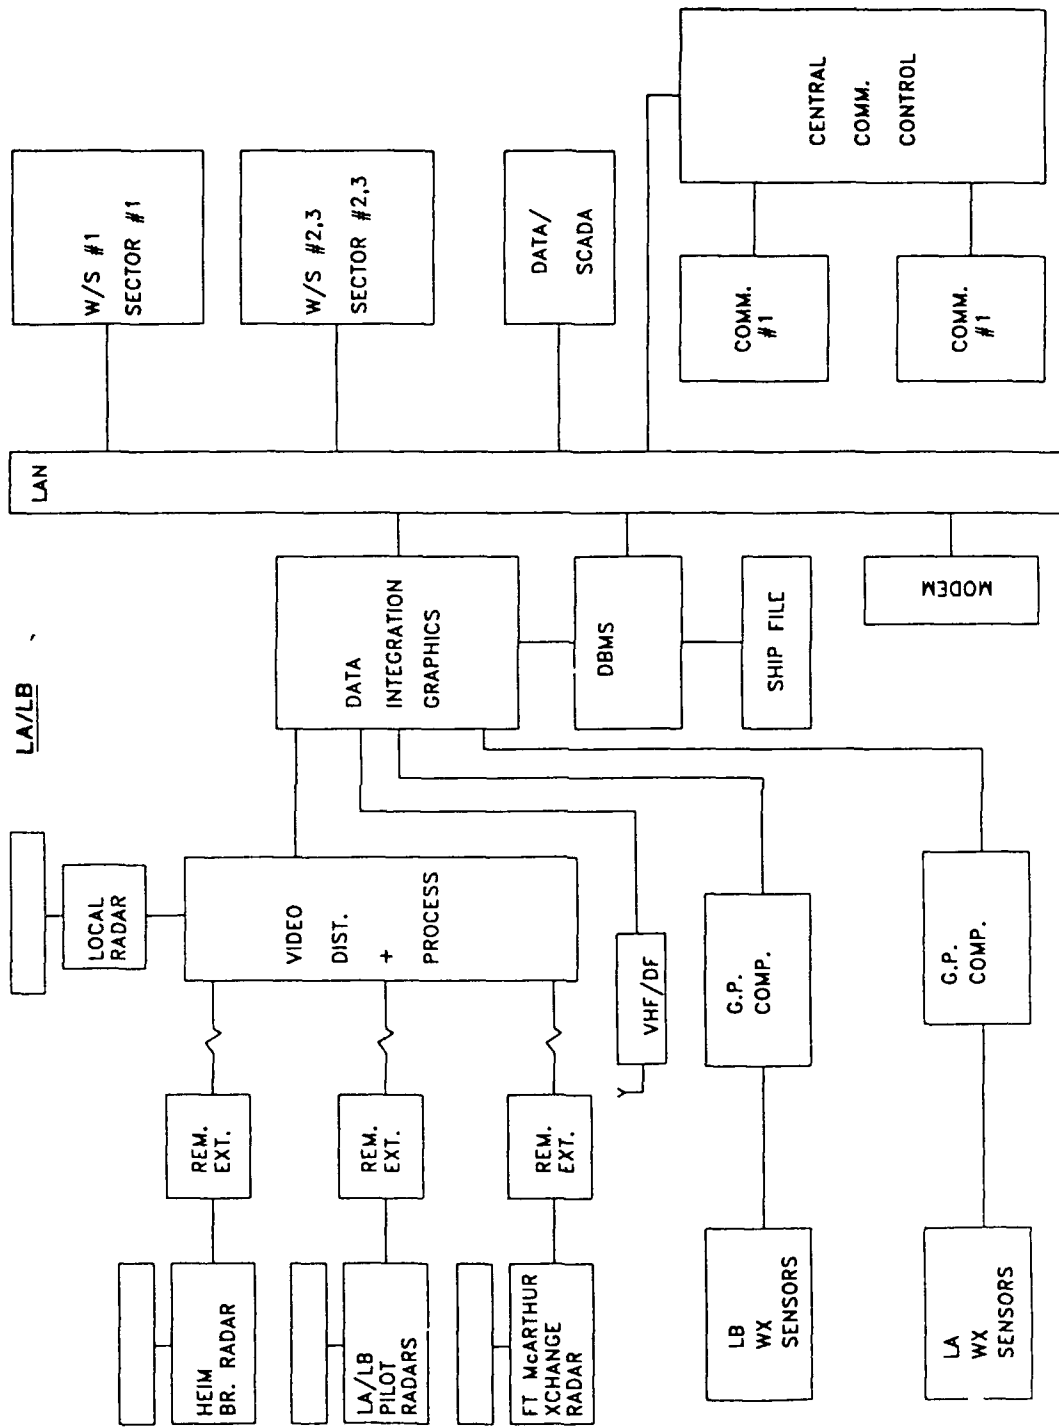 LA/LB
HEIM
BR. RADAR
LA/LB
PILOT
RADARS
FT McARTHUR
XCHANGE
RADAR
LB
WX
SENSORS
LA
WX
SENSORS
REM.
EXT.
REM.
EXT.
REM.
EXT.
LOCAL
RADAR
VIDEO
DIST.
+
PROCESS
VHF/DF
G.P.
COMP.
G.P.
COMP.
DATA
INTEGRATION
GRAPHICS
DBMS
SHIP FILE
MODEM
LAN
W/S #1
SECTOR #1
W/S #2,3
SECTOR #2,3
DATA/
SCADA
COMM.
#1
COMM.
#1
CENTRAL
COMM.
CONTROL